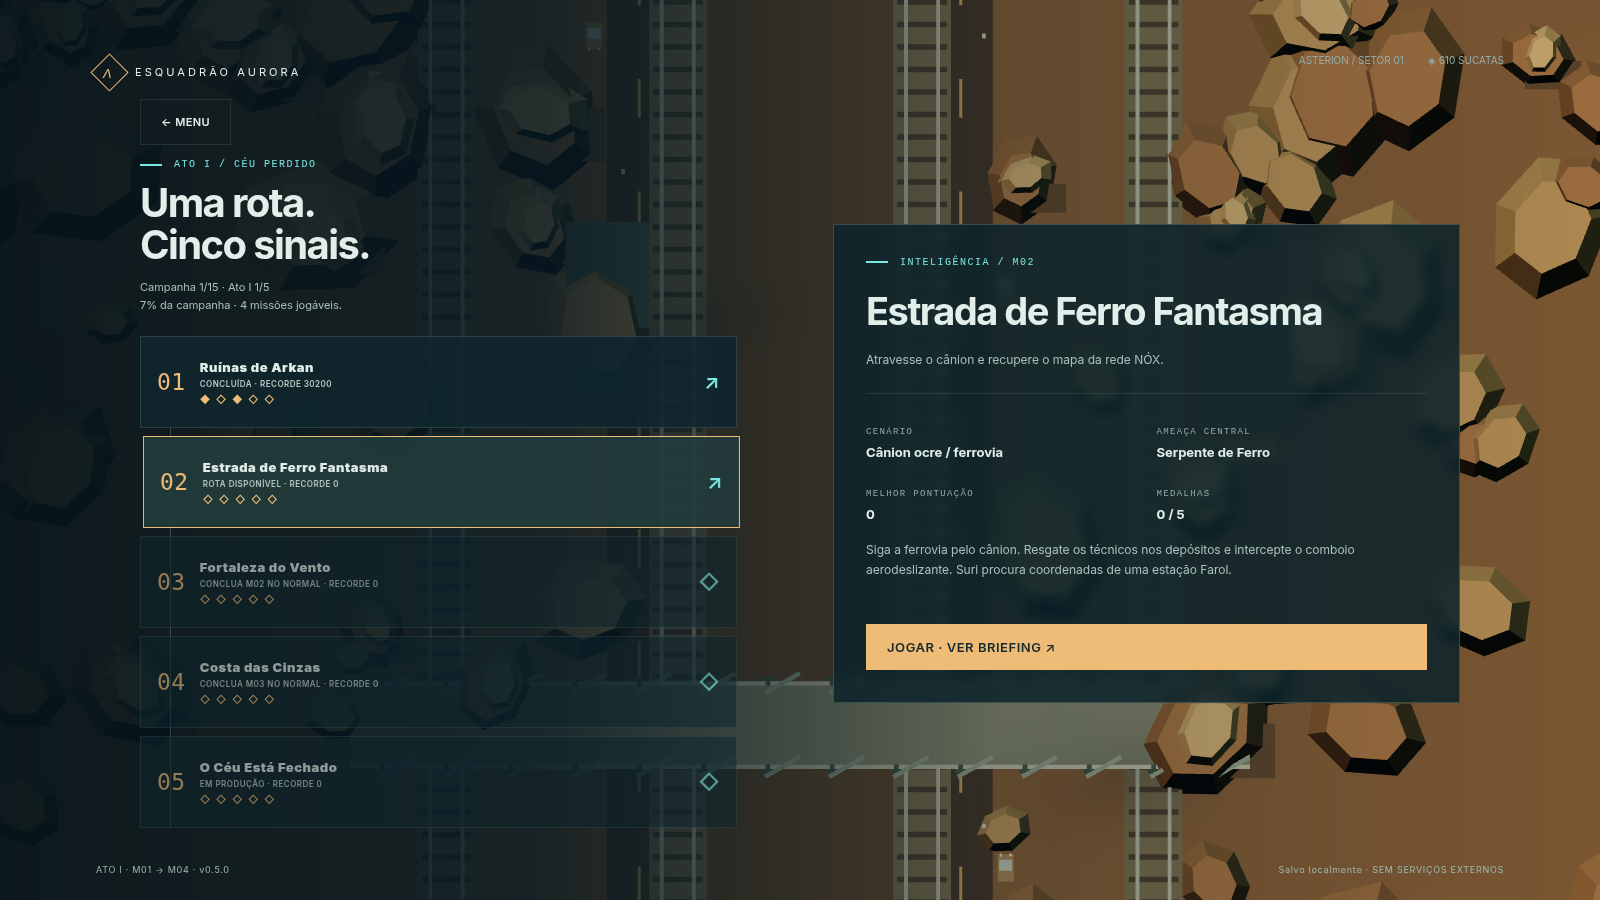 ESQUADRÃO AURORA
ASTERION / SETOR 01
◈ 610 SUCATAS
← MENU
ATO I / CÉU PERDIDO
Uma rota.
Cinco sinais.
Campanha 1/15 · Ato I 1/5
7% da campanha · 4 missões jogáveis.
01
Ruínas de Arkan
CONCLUÍDA · RECORDE 30200
02
Estrada de Ferro Fantasma
ROTA DISPONÍVEL · RECORDE 0
03
Fortaleza do Vento
CONCLUA M02 NO NORMAL · RECORDE 0
04
Costa das Cinzas
CONCLUA M03 NO NORMAL · RECORDE 0
05
O Céu Está Fechado
EM PRODUÇÃO · RECORDE 0
INTELIGÊNCIA / M02
Estrada de Ferro Fantasma
Atravesse o cânion e recupere o mapa da rede NÓX.
CENÁRIO
Cânion ocre / ferrovia
AMEAÇA CENTRAL
Serpente de Ferro
MELHOR PONTUAÇÃO
0
MEDALHAS
0 / 5
Siga a ferrovia pelo cânion. Resgate os técnicos nos depósitos e intercepte o comboio
aerodeslizante. Suri procura coordenadas de uma estação Farol.
JOGAR · VER BRIEFING ↗
ATO I · M01 → M04 · v0.5.0
Salvo localmente · SEM SERVIÇOS EXTERNOS